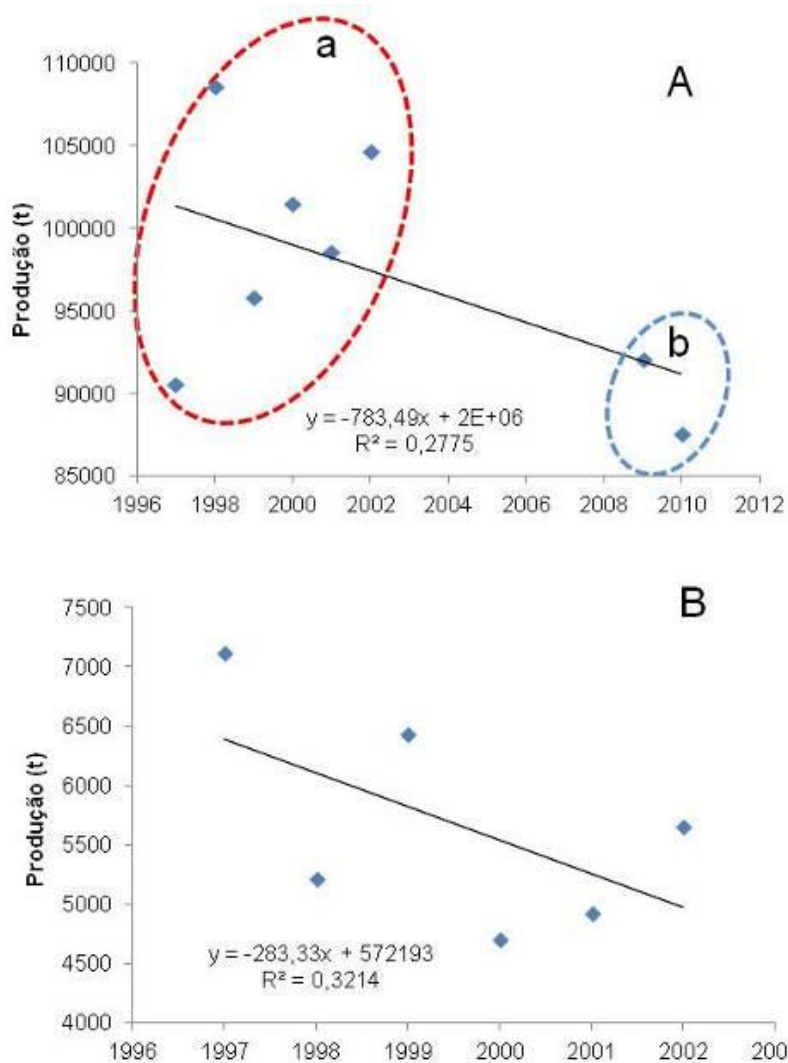 a
A
110000
105000
100000
95000
90000
85000
Produção (t)
b
y = -783,49x + 2E+06
R² = 0,2775
1996 1998 2000 2002 2004 2006 2008 2010 2012
B
7500
7000
6500
6000
5500
5000
4500
4000
Produção (t)
y = -283,33x + 572193
R² = 0,3214
1996 1997 1998 1999 2000 2001 2002 200